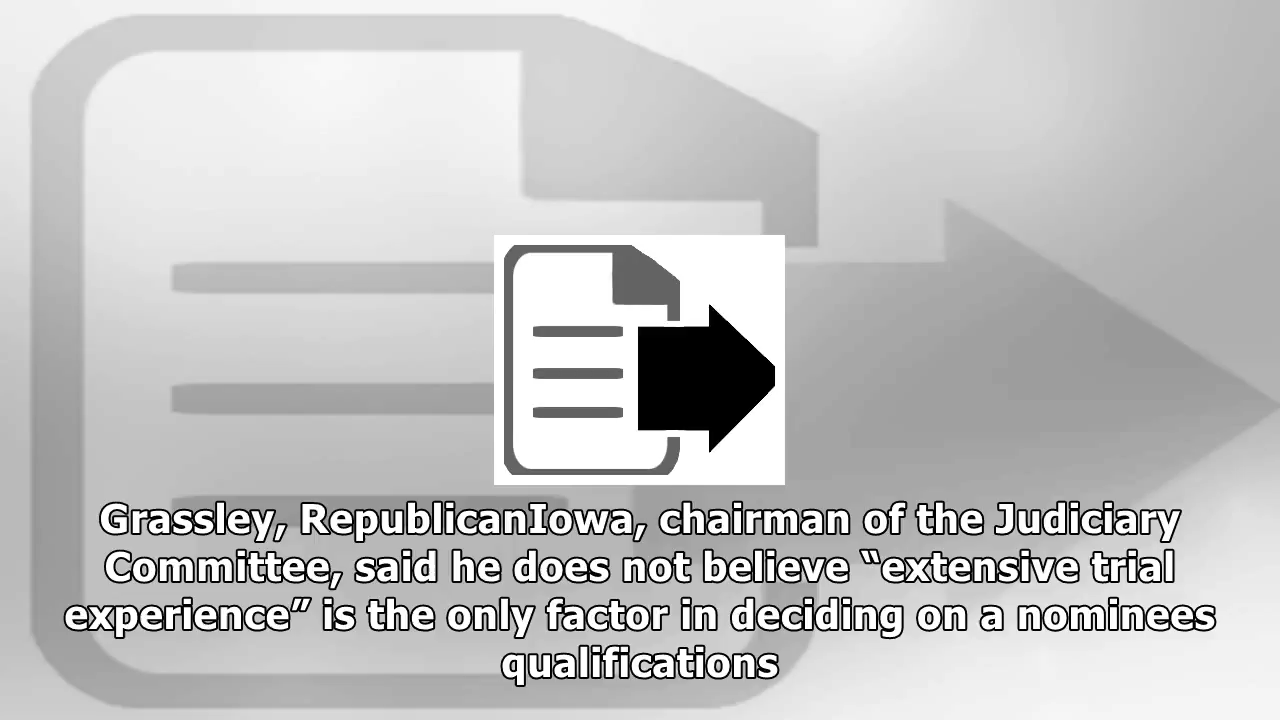 Grassley, RepublicanIowa, chairman of the Judiciary
Committee, said he does not believe “extensive trial
experience” is the only factor in deciding on a nominees
qualifications